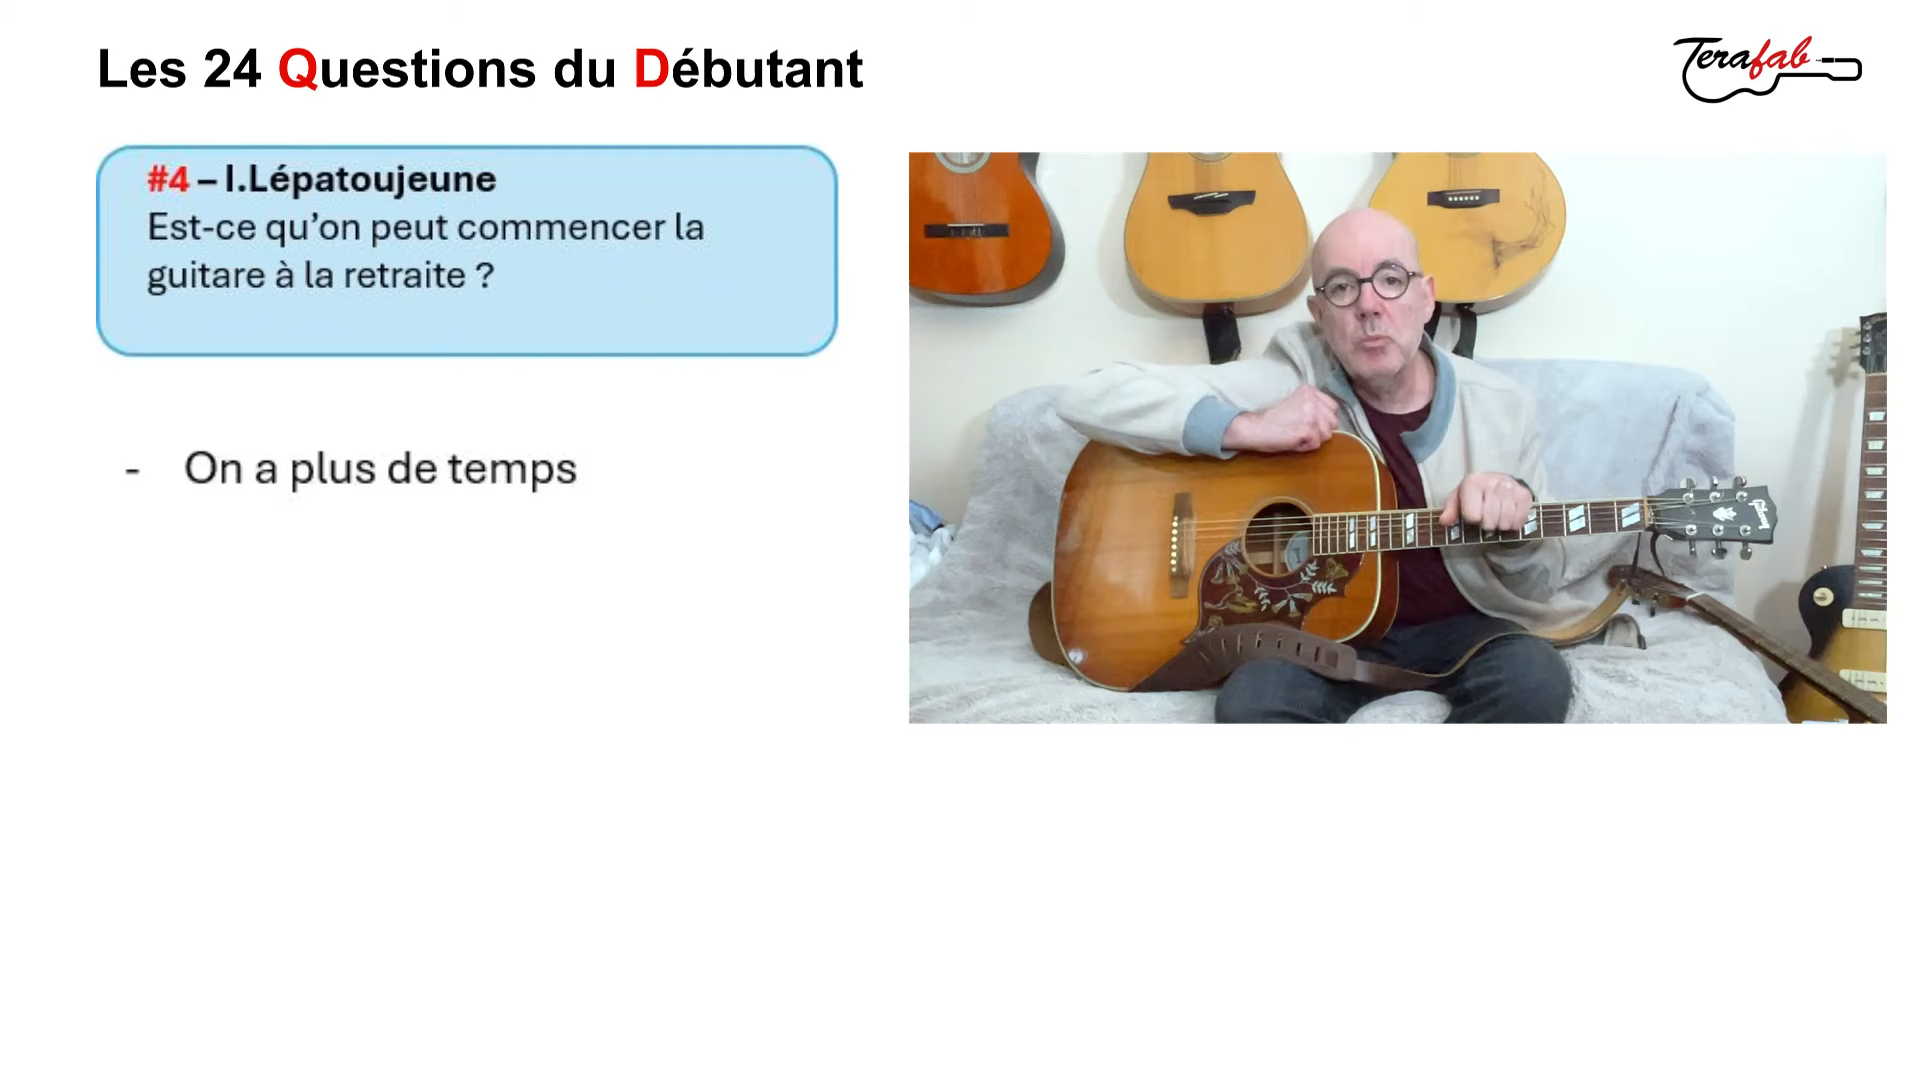 Les 24 Questions du Débutant
Terafab
#4 – I.Lépatoujeune
Est-ce qu’on peut commencer la
guitare à la retraite ?
- On a plus de temps
Gibson